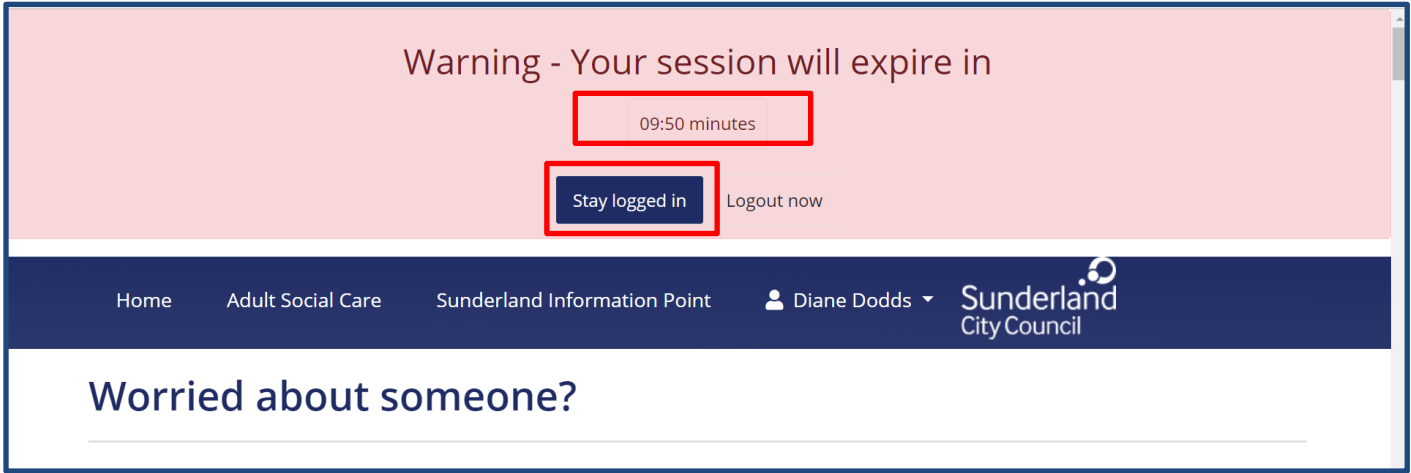 Warning - Your session will expire in
09:50 minutes
Stay logged in
Logout now
Home
Adult Social Care
Sunderland Information Point
Diane Dodds
Sunderland
City Council
Worried about someone?